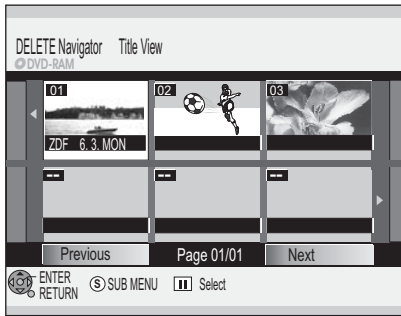 DELETE Navigator Title View
DVD-RAM
01 02 03
ZDF 6. 3. MON
-- -- --
Previous Page 01/01 Next
ENTER
RETURN
S SUB MENU Select